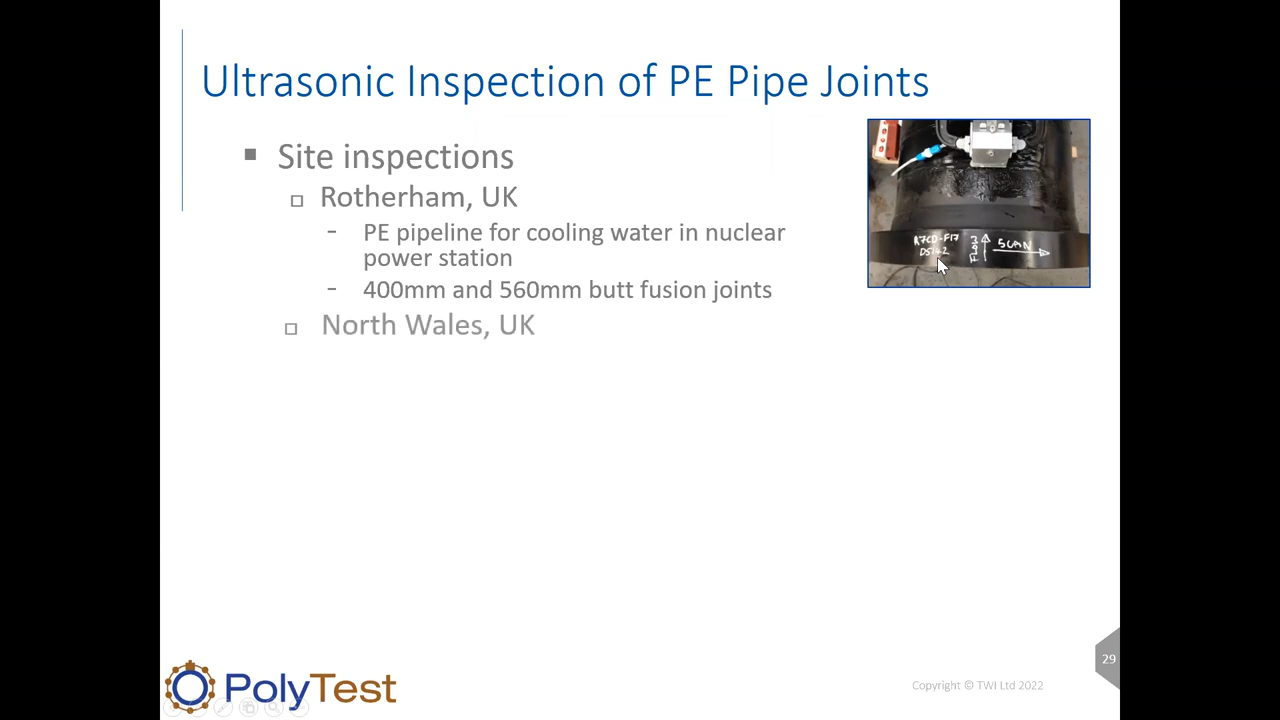 Ultrasonic Inspection of PE Pipe Joints
Site inspections
Rotherham, UK
PE pipeline for cooling water in nuclear
power station
400mm and 560mm butt fusion joints
North Wales, UK
FLOW
SCAN
29
PolyTest
Copyright © TWI Ltd 2022